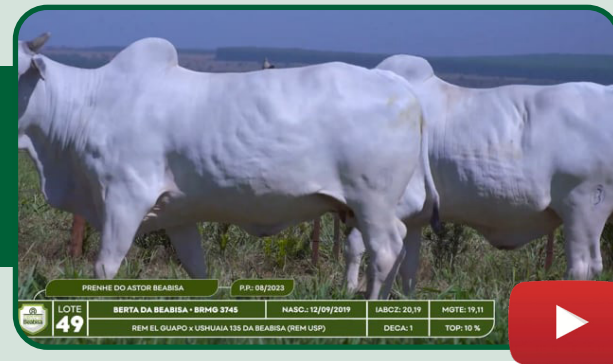 PRENHE DO ASTOR BEABISA
P.P.: 08/2023
LOTE
49
BERTA DA BEABISA • BRMG 3745
NASC.: 12/09/2019
IABCZ: 20,19
MGTE: 19,11
REM EL GUAPO x USHUAIA 135 DA BEABISA (REM USP)
DECA: 1
TOP: 10 %
Beabisa